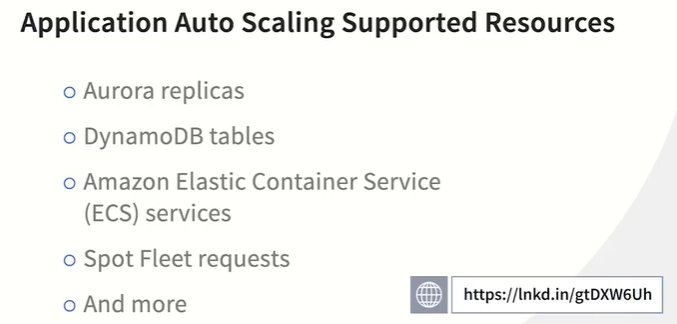 Application Auto Scaling Supported Resources
Aurora replicas
DynamoDB tables
Amazon Elastic Container Service
(ECS) services
Spot Fleet requests
And more
https://lnkd.in/gtDXW6Uh